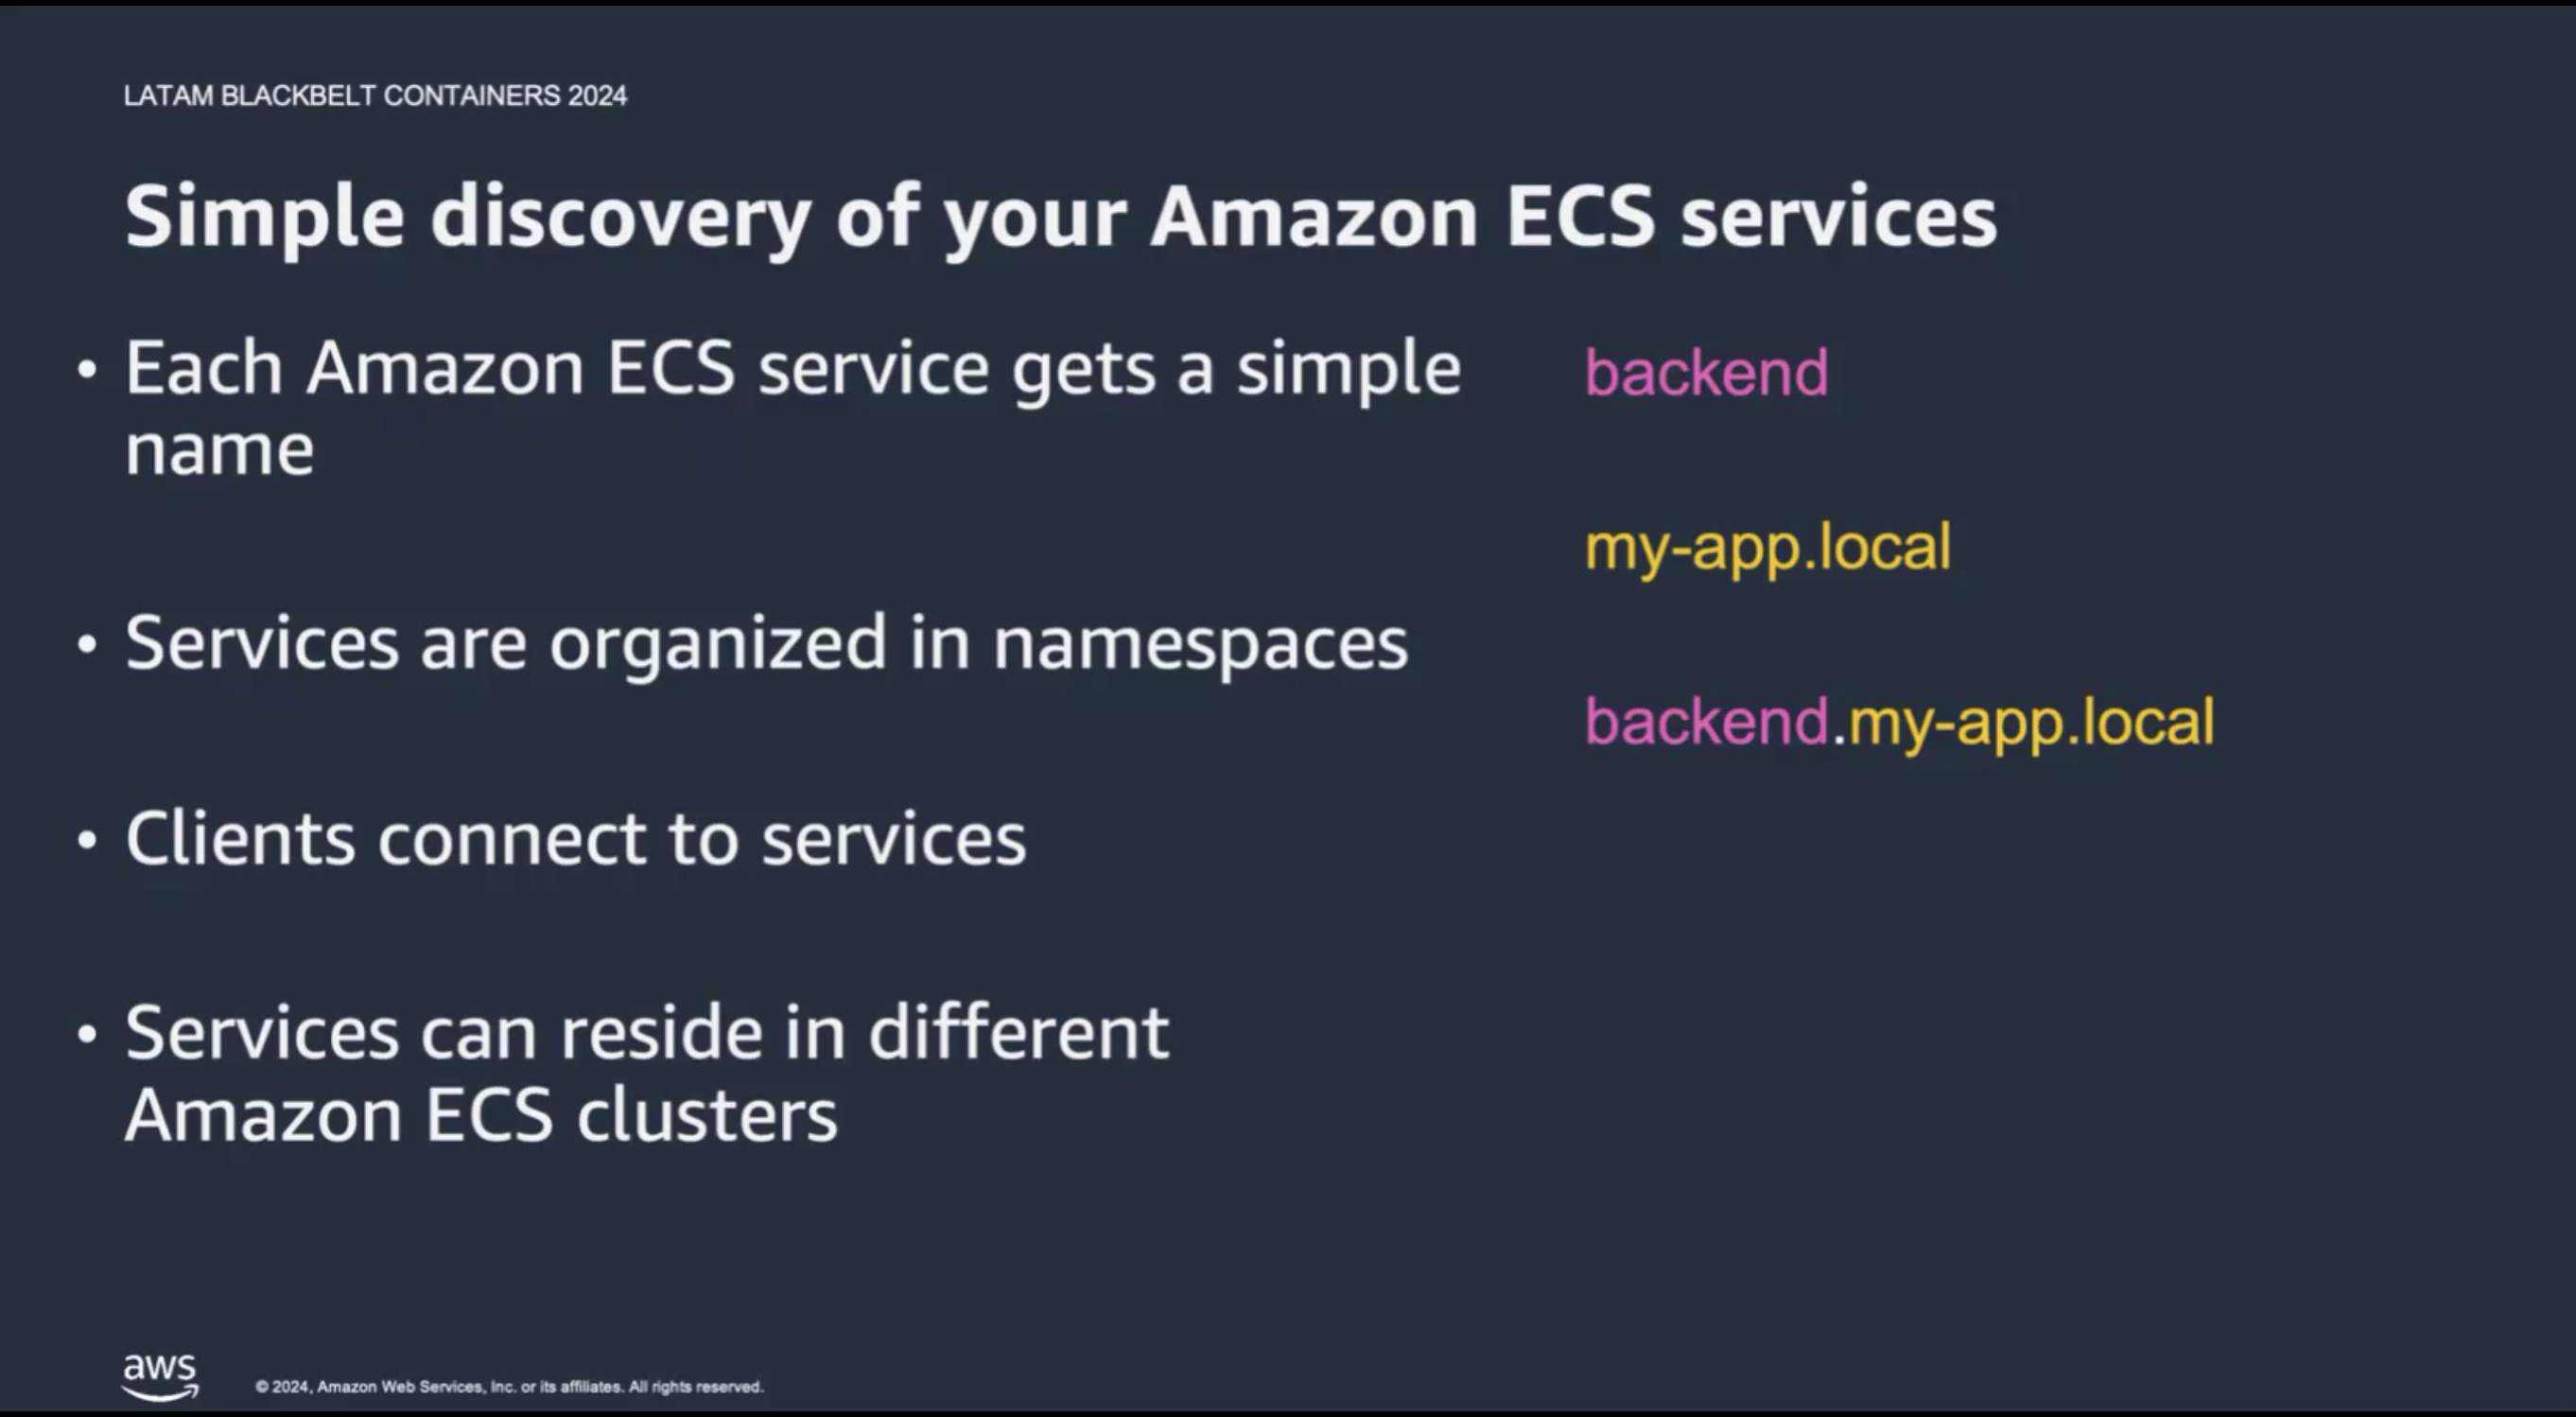 LATAM BLACKBELT CONTAINERS 2024
Simple discovery of your Amazon ECS services
• Each Amazon ECS service gets a simple
name
• Services are organized in namespaces
• Clients connect to services
• Services can reside in different
Amazon ECS clusters
backend
my-app.local
backend.my-app.local
aws
© 2024, Amazon Web Services, Inc. or its affiliates. All rights reserved.